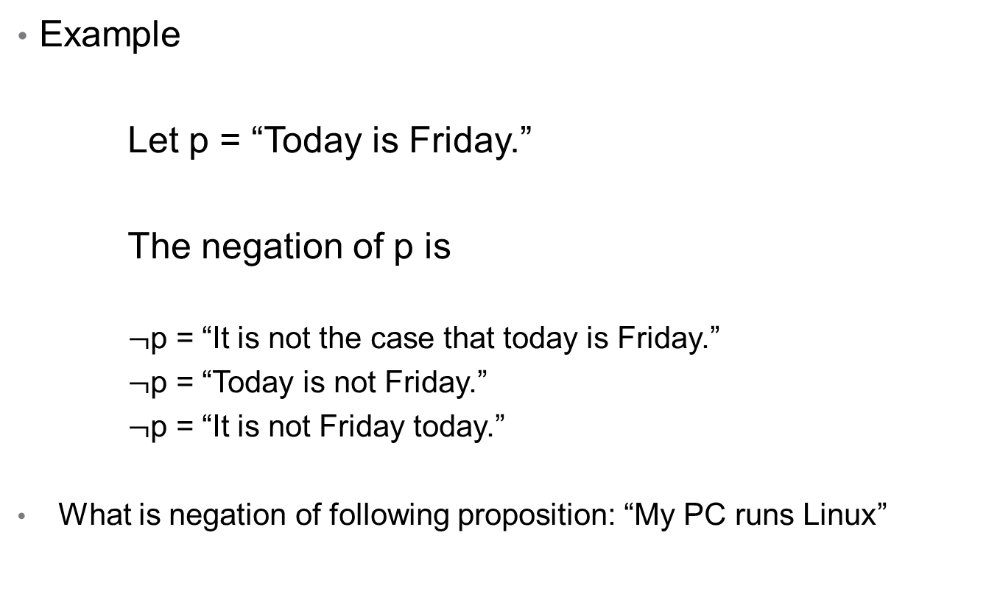 • Example
Let p = “Today is Friday.”
The negation of p is
¬p = “It is not the case that today is Friday.”
¬p = “Today is not Friday.”
¬p = “It is not Friday today.”
• What is negation of following proposition: “My PC runs Linux”